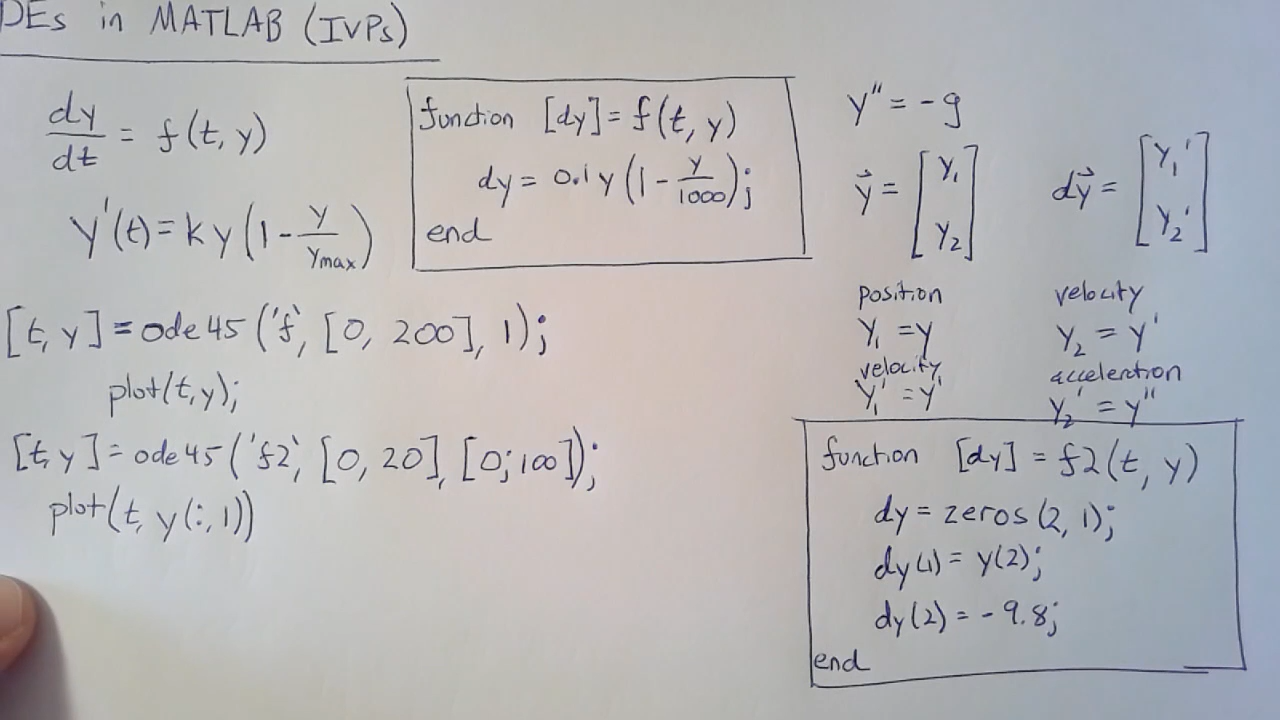 DEs in MATLAB (IVPs)
dy/dt = f(t, y)
y'(t) = k y (1 - y/ymax)
function [dy] = f(t, y)
dy = 0.1 y (1 - y/1000);
end
[t, y] = ode45 ('f', [0, 200], 1);
plot(t, y);
[t, y] = ode45 ('f2', [0, 20], [0; 100]);
plot(t, y(:, 1))
y'' = -g
y⃗ = [y₁ y₂]
dy⃗ = [y₁' y₂']
position
y₁ = y
velocity
y₁' = y'
velocity
y₂ = y'
acceleration
y₂' = y''
function [dy] = f2(t, y)
dy = zeros(2, 1);
dy(1) = y(2);
dy(2) = -9.8;
end